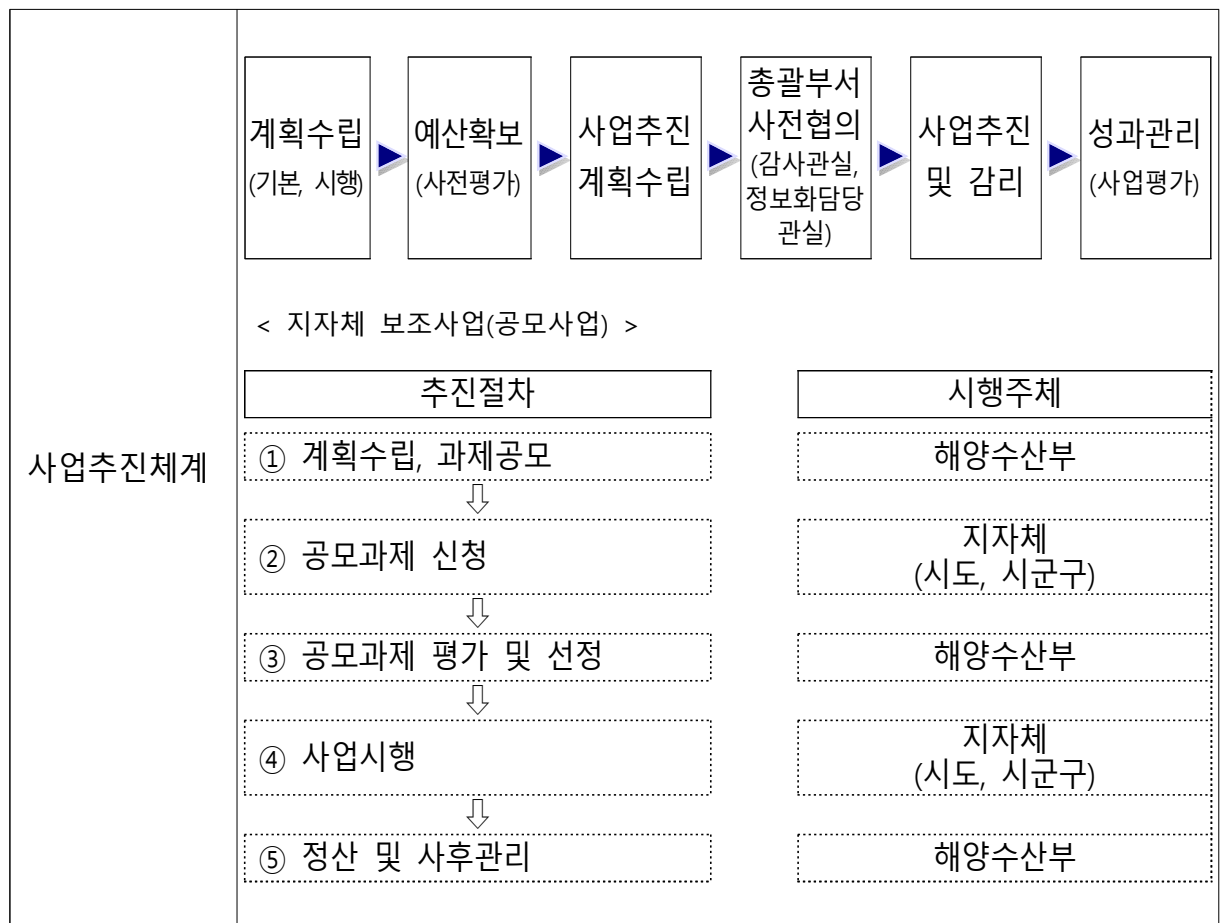 사업추진체계
계획수립
(기본, 시행)
예산확보
(사전평가)
사업추진
계획수립
총괄부서
사전협의
(감사관실,
정보화담당
관실)
사업추진
및 감리
성과관리
(사업평가)
< 지자체 보조사업(공모사업) >
추진절차
시행주체
① 계획수립, 과제공모
해양수산부
② 공모과제 신청
지자체
(시도, 시군구)
③ 공모과제 평가 및 선정
해양수산부
④ 사업시행
지자체
(시도, 시군구)
⑤ 정산 및 사후관리
해양수산부